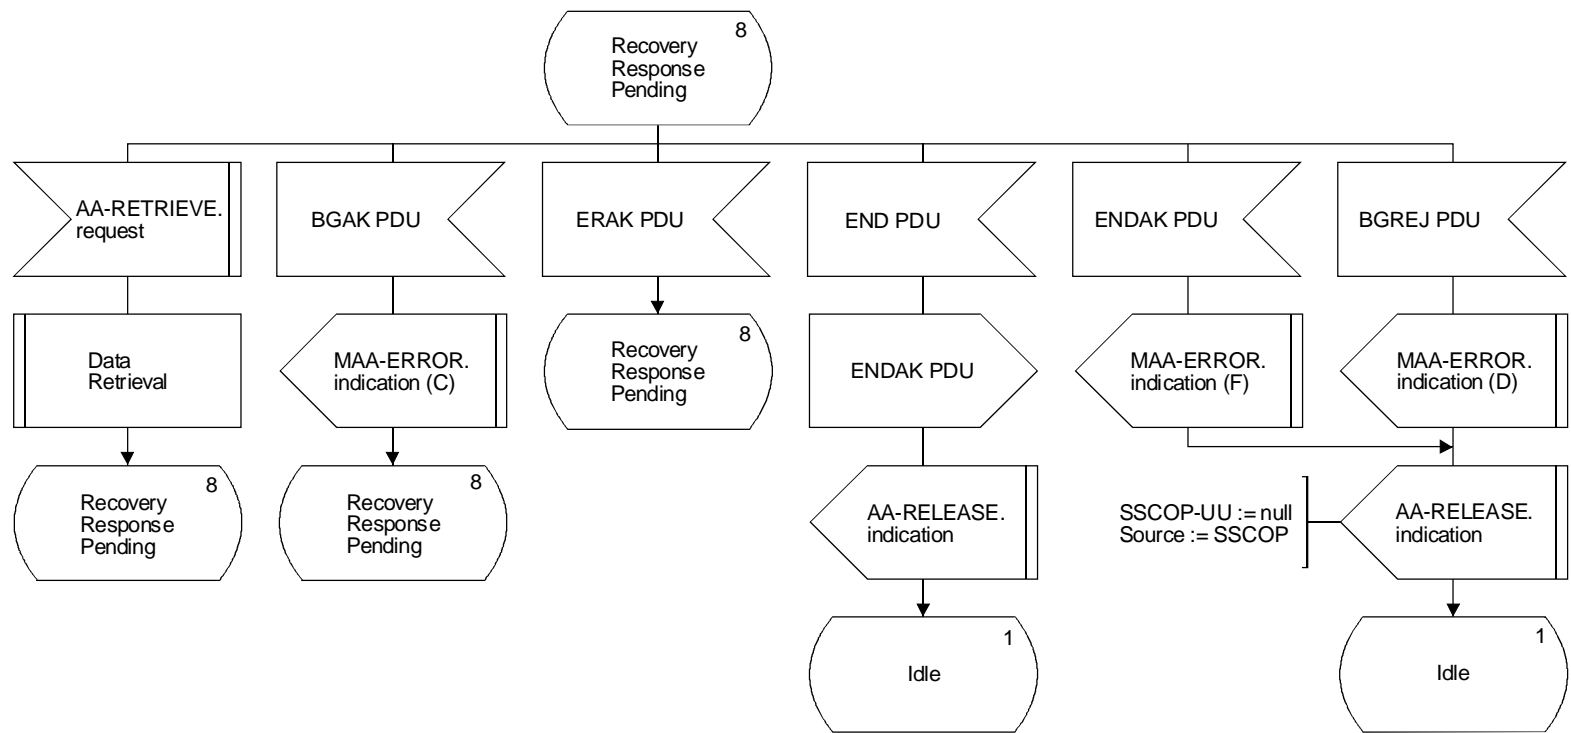 8
Recovery
Response
Pending
AA-RETRIEVE.
request
BGAK PDU
ERAK PDU
END PDU
ENDAK PDU
BGREJ PDU
Data
Retrieval
MAA-ERROR.
indication (C)
8
Recovery
Response
Pending
ENDAK PDU
MAA-ERROR.
indication (F)
MAA-ERROR.
indication (D)
8
Recovery
Response
Pending
8
Recovery
Response
Pending
AA-RELEASE.
indication
SSCOP-UU := null
Source := SSCOP
AA-RELEASE.
indication
1
Idle
1
Idle